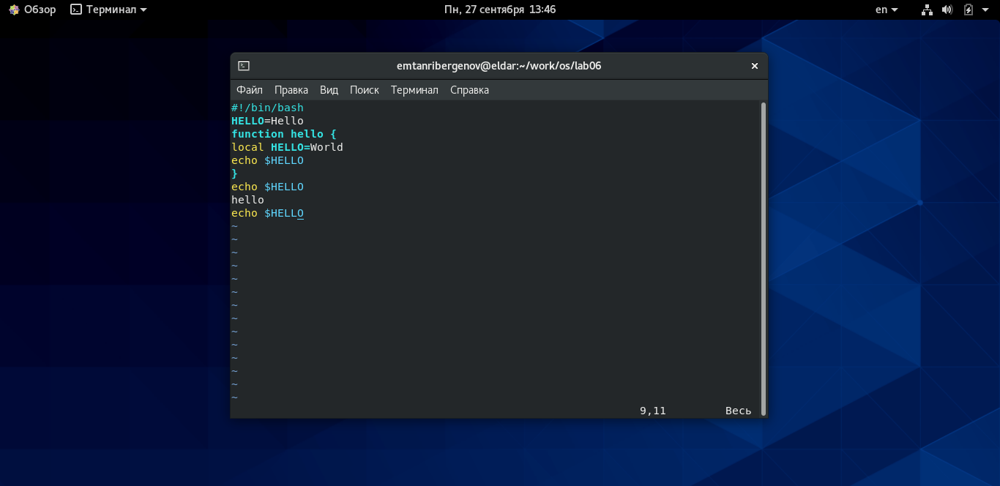 Обзор Терминал Пн, 27 сентября 13:46 en
emtanribergenov@eldar:~/work/os/lab06
Файл Правка Вид Поиск Терминал Справка
#!/bin/bash
HELLO=Hello
function hello {
local HELLO=World
echo $HELLO
}
echo $HELLO
hello
echo $HELLO
~
~
~
~
~
~
~
~
~
~
~
~
~
~
9,11 Весь